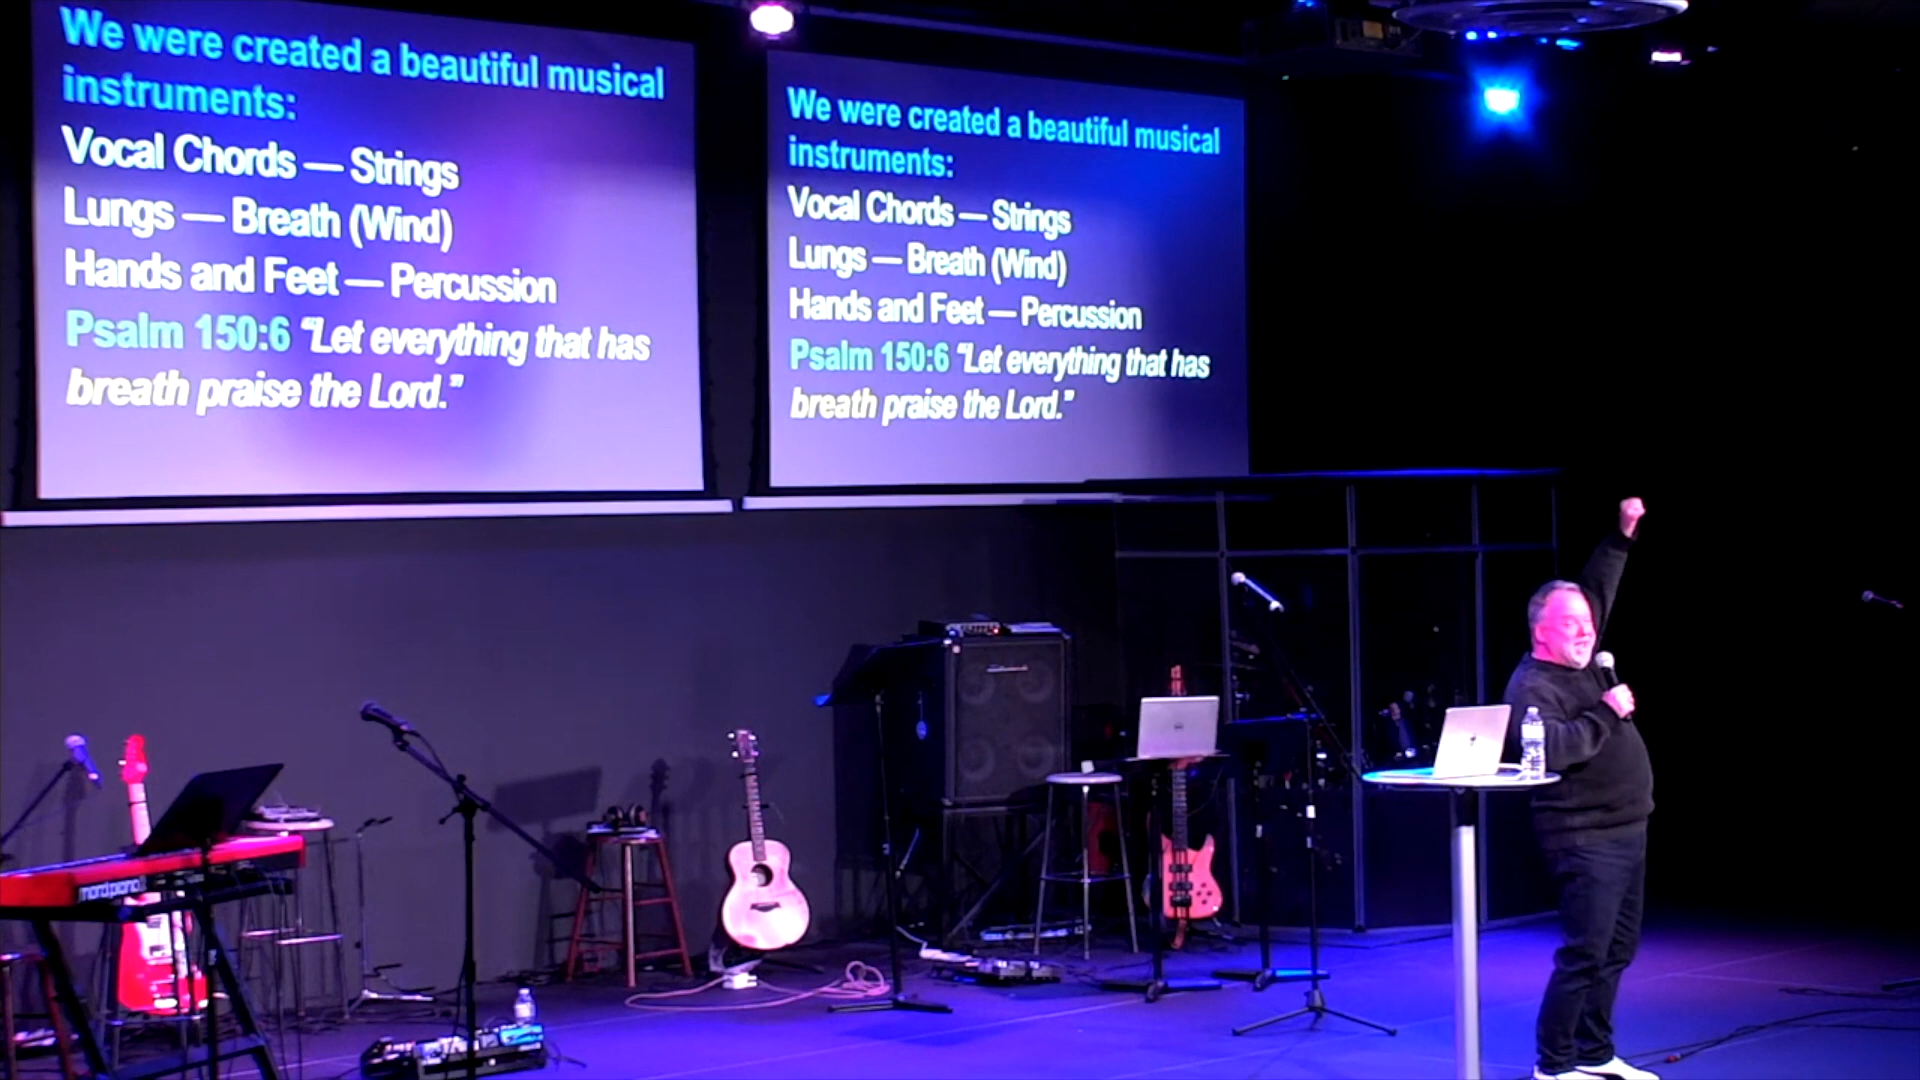 We were created a beautiful musical
instruments:
Vocal Chords — Strings
Lungs — Breath (Wind)
Hands and Feet — Percussion
Psalm 150:6 “Let everything that has
breath praise the Lord.”
We were created a beautiful musical
instruments:
Vocal Chords — Strings
Lungs — Breath (Wind)
Hands and Feet — Percussion
Psalm 150:6 “Let everything that has
breath praise the Lord.”
nord piano